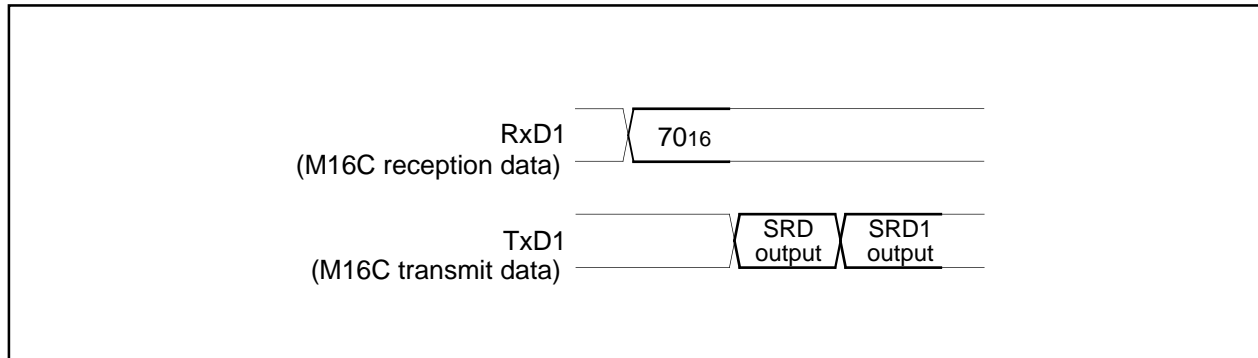 RxD1
(M16C reception data)
7016
TxD1
(M16C transmit data)
SRD
output
SRD1
output